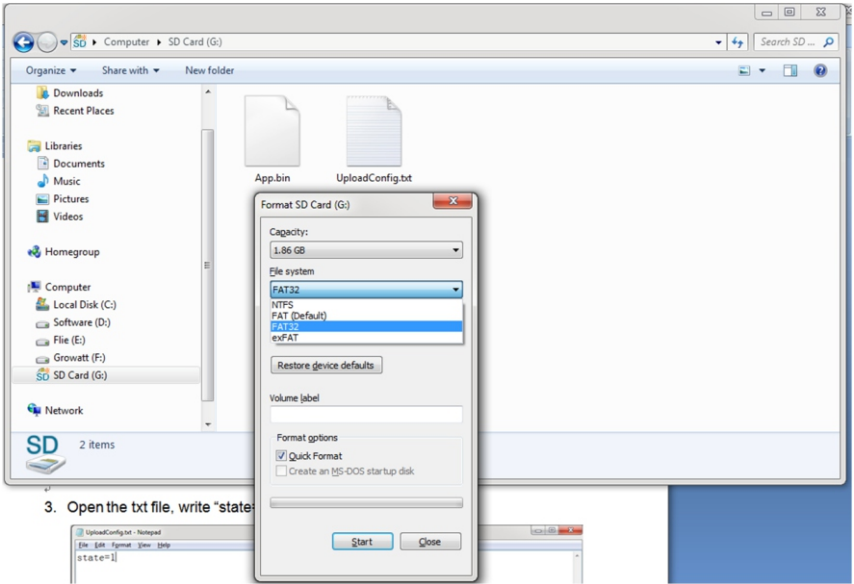 Computer ▸ SD Card (G:)
Search SD ...
Organize ▾ Share with ▾ New folder
Downloads
Recent Places
Libraries
Documents
Music
Pictures
Videos
Homegroup
Computer
Local Disk (C:)
Software (D:)
Flie (E:)
Growatt (F:)
SD Card (G:)
Network
App.bin
UploadConfig.txt
SD 2 items
Format SD Card (G:)
Capacity:
1.86 GB
File system
FAT32
NTFS
FAT (Default)
FAT32
exFAT
Restore device defaults
Volume label
Format options
Quick Format
Create an MS-DOS startup disk
Start Close
3. Open the txt file, write “state=
UploadConfig.txt - Notepad
File Edit Format View Help
state=1